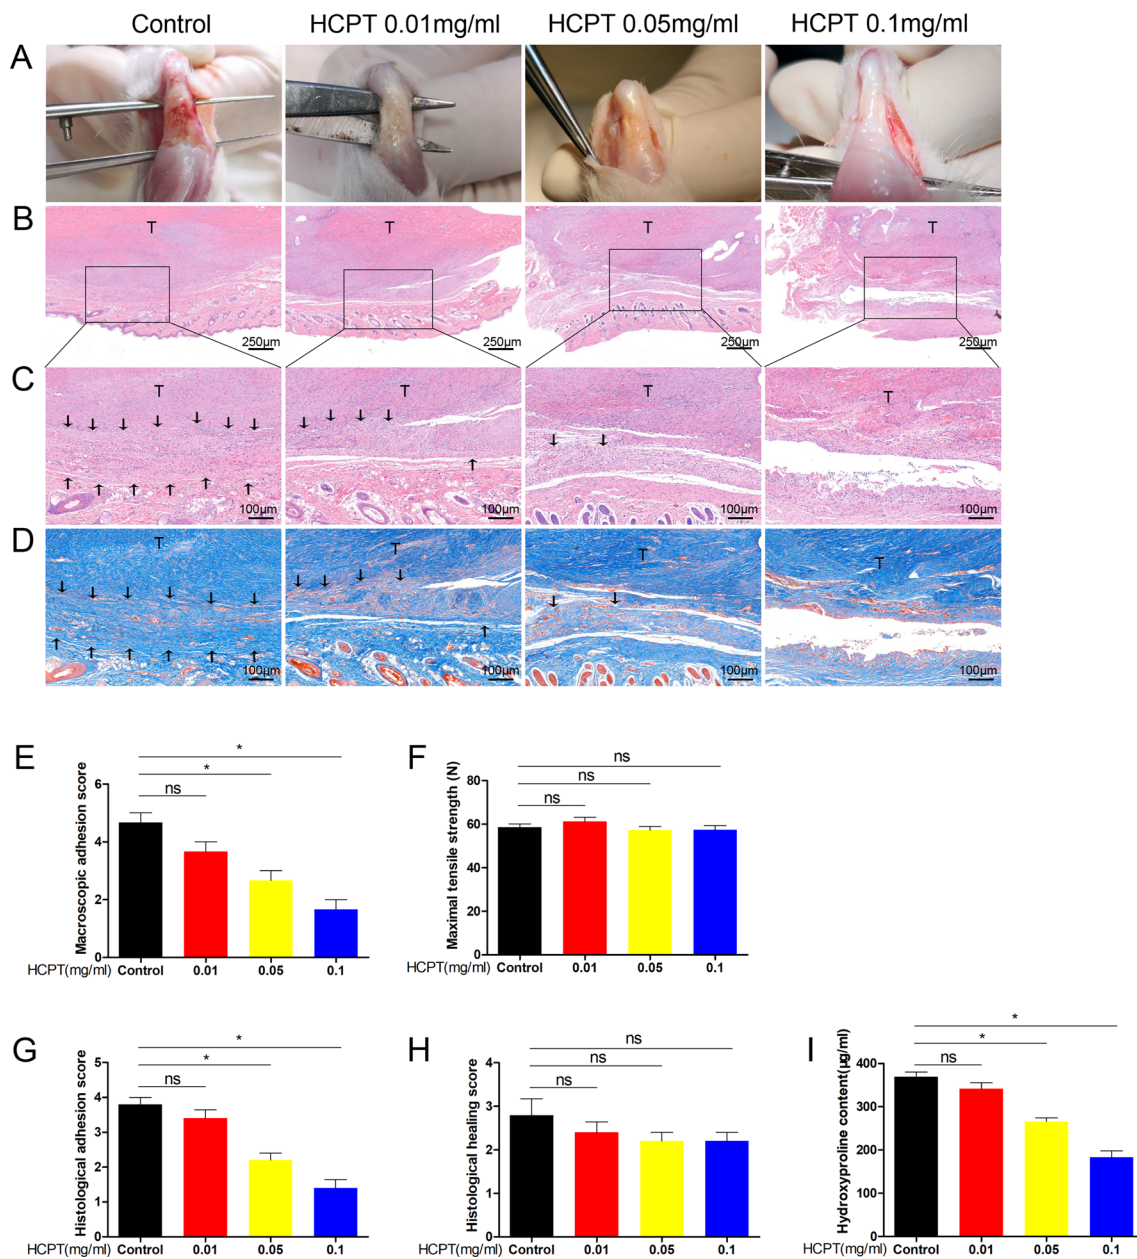 Control HCPT 0.01mg/ml HCPT 0.05mg/ml HCPT 0.1mg/ml
A
B T T T T
250μm 250μm 250μm 250μm
C T T T T
100μm 100μm 100μm 100μm
D T T T T
100μm 100μm 100μm 100μm
E
Macroscopic adhesion score
*
*
ns
6
4
2
0
HCPT(mg/ml) Control 0.01 0.05 0.1
F
Maximal tensile strength (N)
ns
ns
ns
80
60
40
20
0
HCPT(mg/ml) Control 0.01 0.05 0.1
G
Histological adhesion score
*
*
ns
5
4
3
2
1
0
HCPT(mg/ml) Control 0.01 0.05 0.1
H
Histological healing score
ns
ns
ns
4
3
2
1
0
HCPT(mg/ml) Control 0.01 0.05 0.1
I
Hydroxyproline content(μg/ml)
*
*
ns
400
300
200
100
0
HCPT(mg/ml) Control 0.01 0.05 0.1